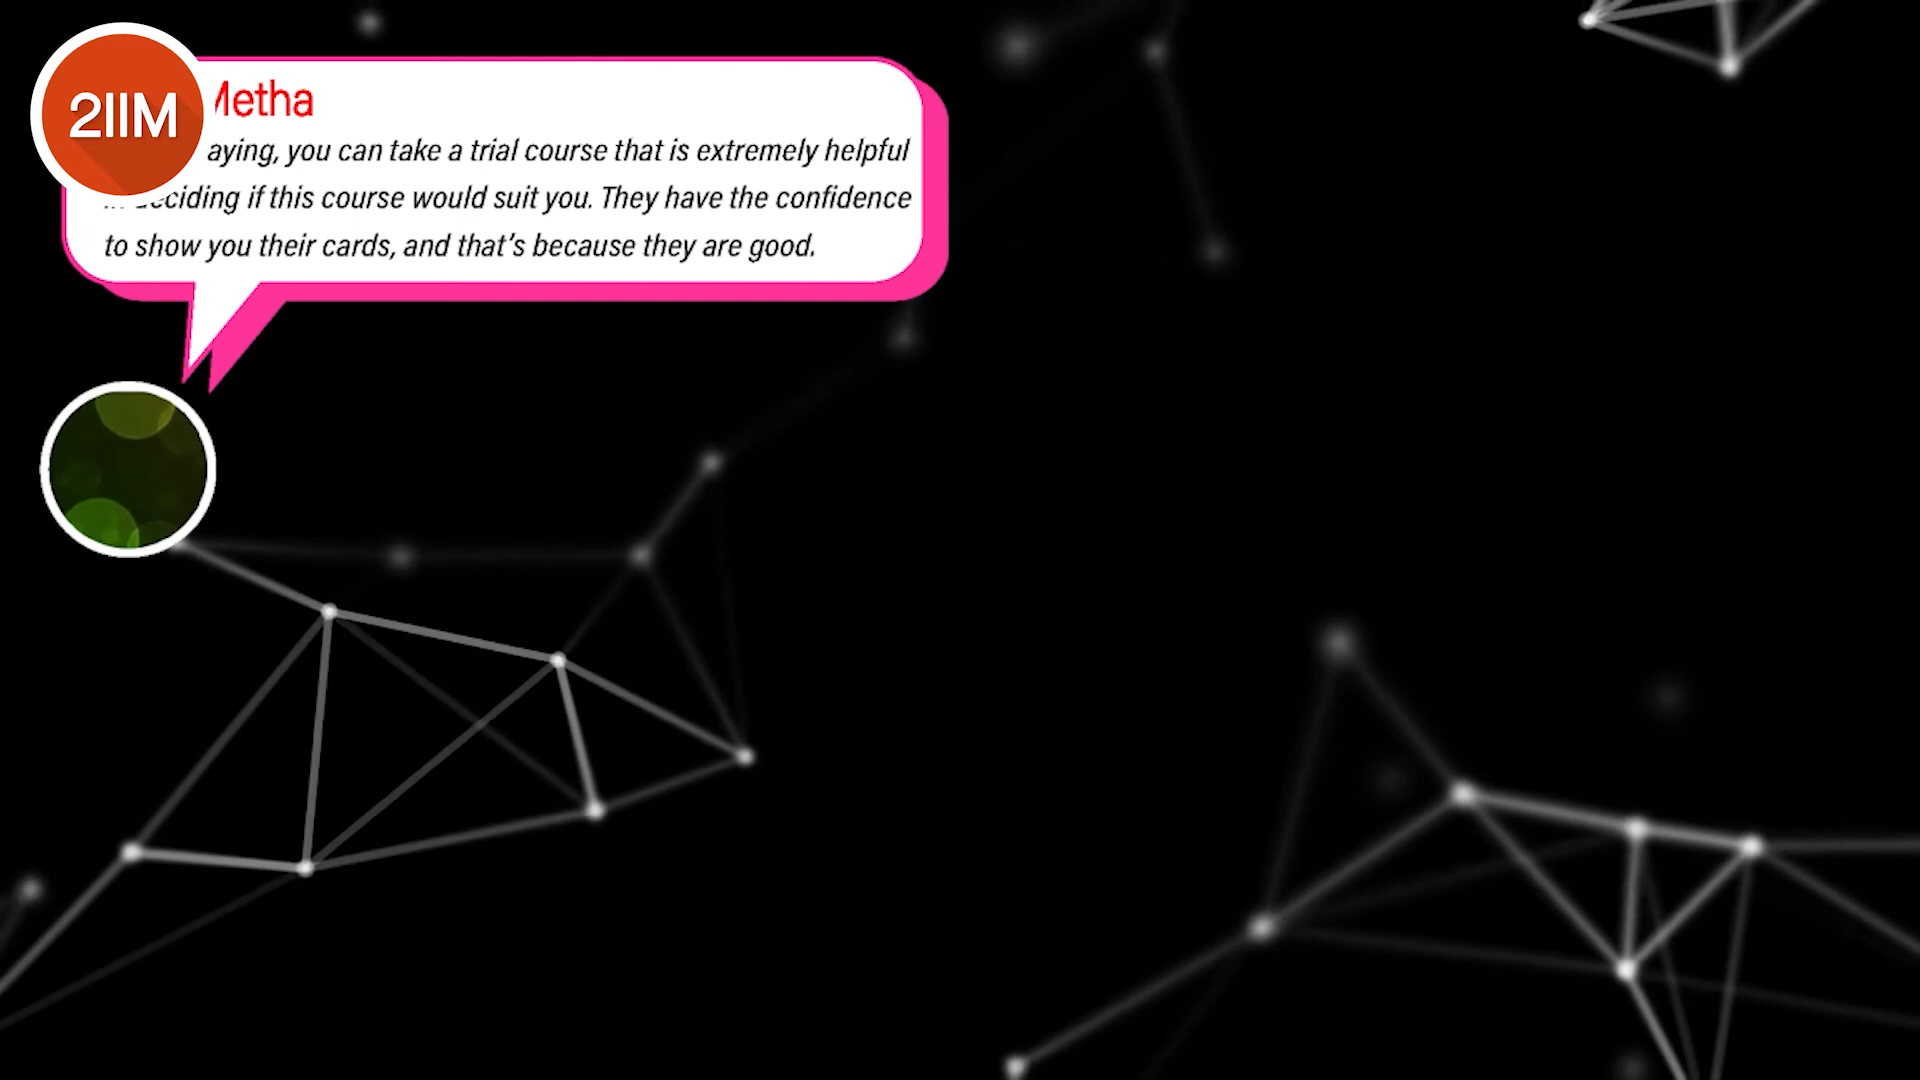 2IIM
Metha
aying, you can take a trial course that is extremely helpful
deciding if this course would suit you. They have the confidence
to show you their cards, and that's because they are good.